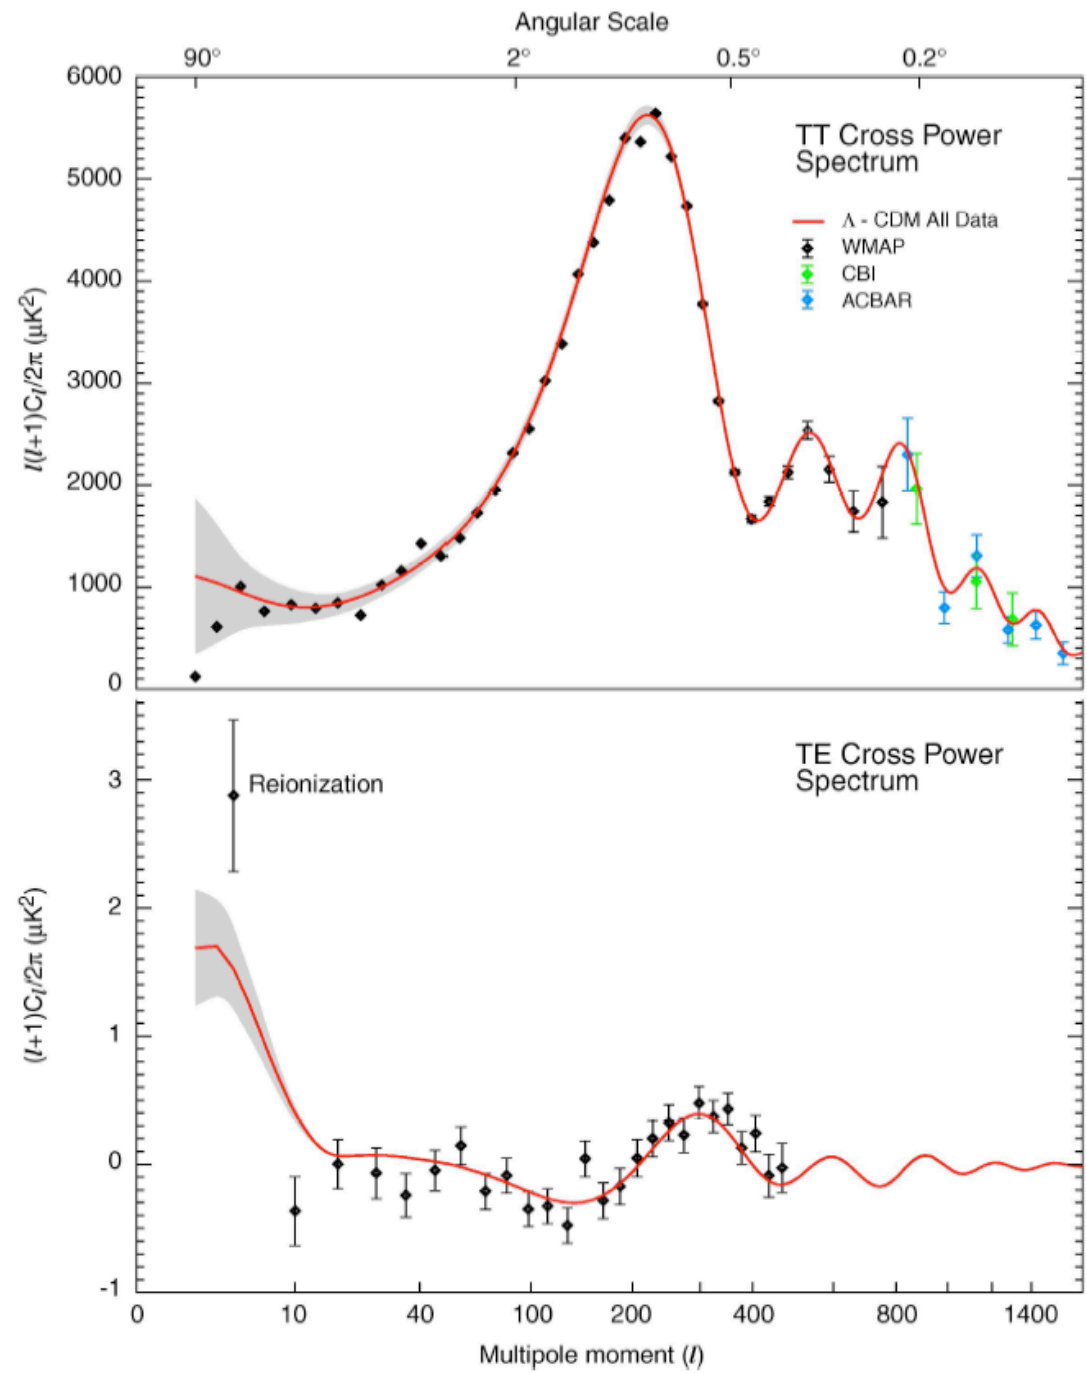 Angular Scale
90° 2° 0.5° 0.2°
6000
5000
4000
3000
2000
1000
0
l(l+1)Cl/2π (μK²)
TT Cross Power
Spectrum
Λ - CDM All Data
WMAP
CBI
ACBAR
3
2
1
0
-1
(l+1)Cl/2π (μK²)
Reionization
TE Cross Power
Spectrum
0 10 40 100 200 400 800 1400
Multipole moment (l)